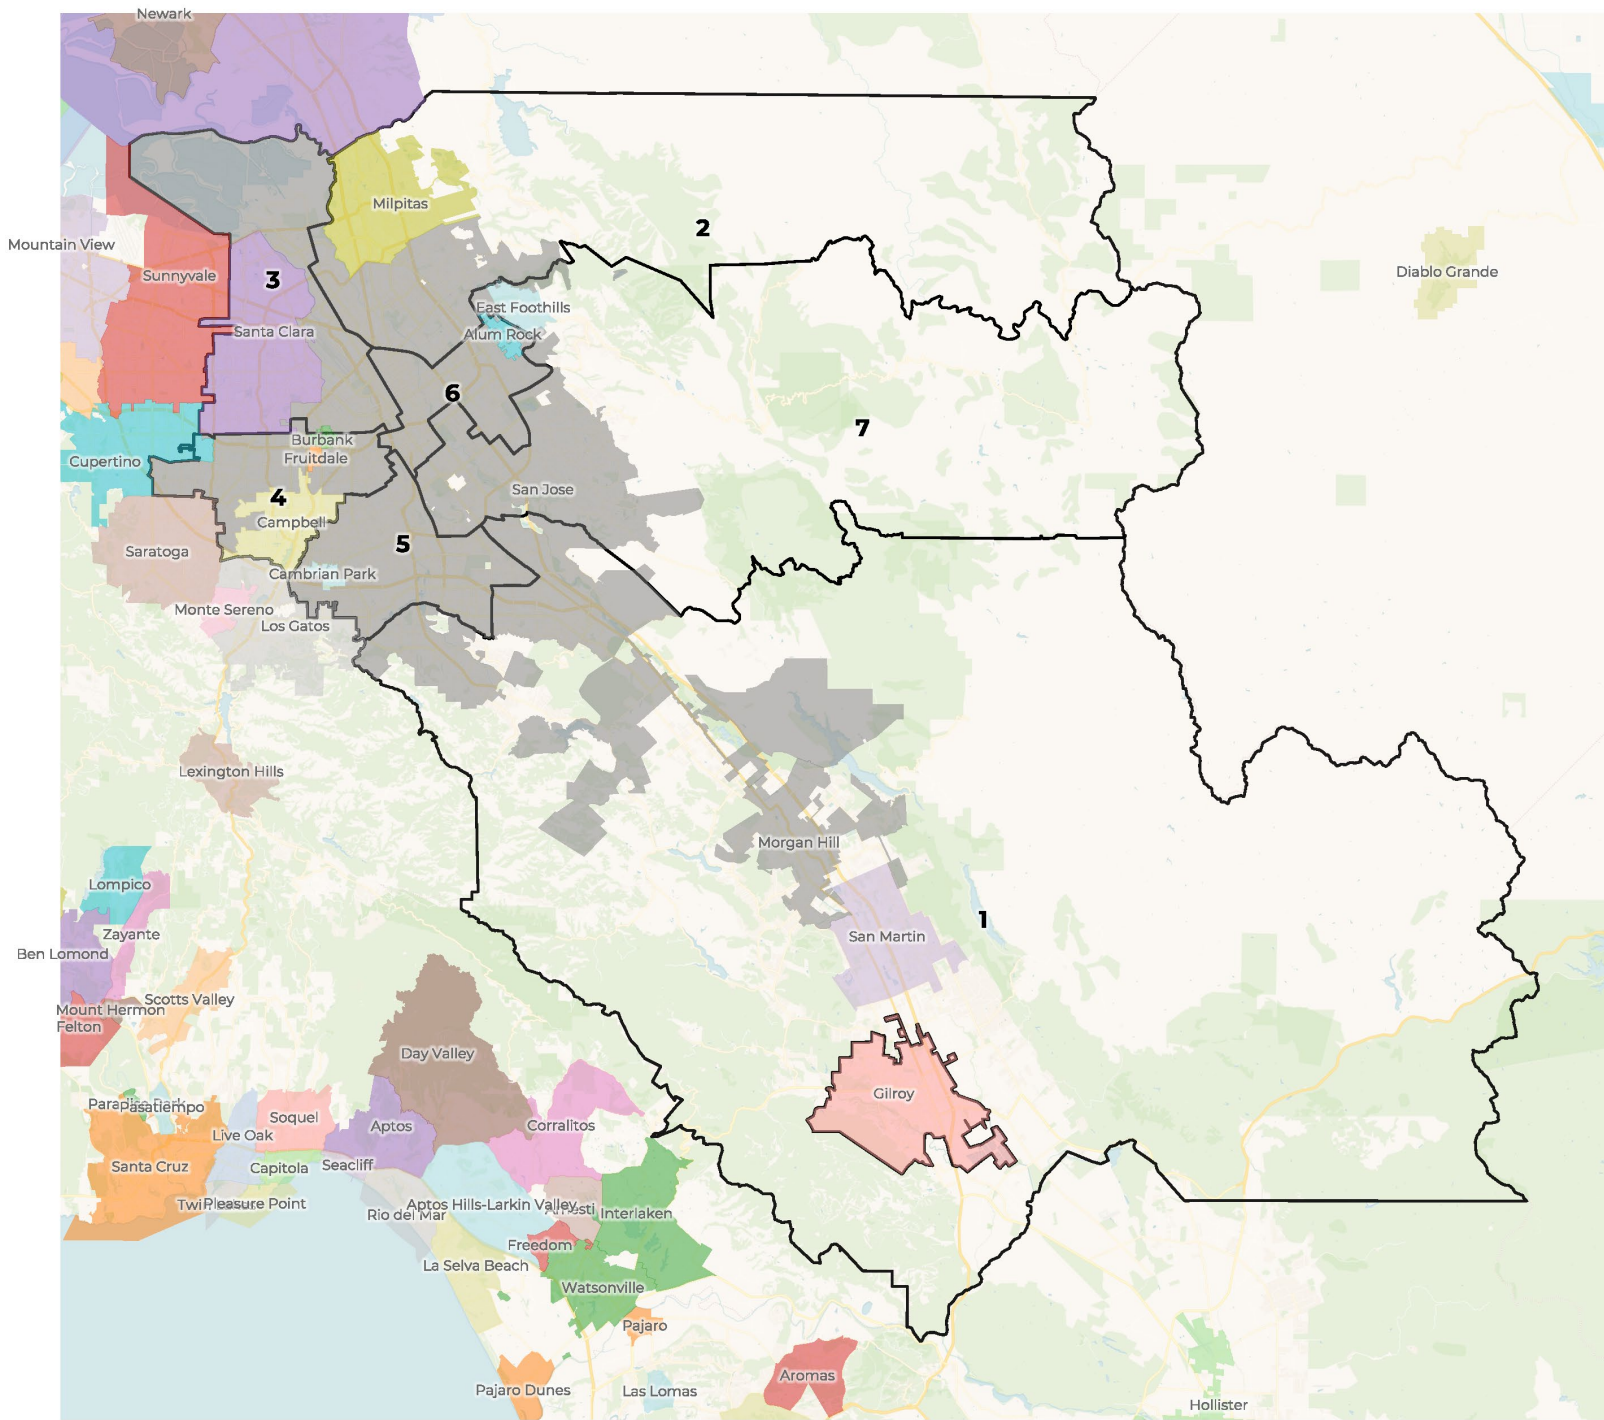 Newark
Milpitas
2
Mountain View
Sunnyvale
3
Diablo Grande
East Foothills
Santa Clara
Alum Rock
6
7
Burbank
Fruitdale
Cupertino
San Jose
4
Campbell
5
Saratoga
Cambrian Park
Monte Sereno
Los Gatos
Lexington Hills
Morgan Hill
Lompico
1
Zayante
San Martin
Ben Lomond
Scotts Valley
Mount Hermon
Felton
Day Valley
Gilroy
Pasatiempo
Soquel
Live Oak
Aptos
Corralitos
Santa Cruz
Capitola
Seacliff
Pleasure Point
Aptos Hills-Larkin Valley
Rio del Mar
Interlaken
Freedom
La Selva Beach
Watsonville
Pajaro
Aromas
Pajaro Dunes
Las Lomas
Hollister